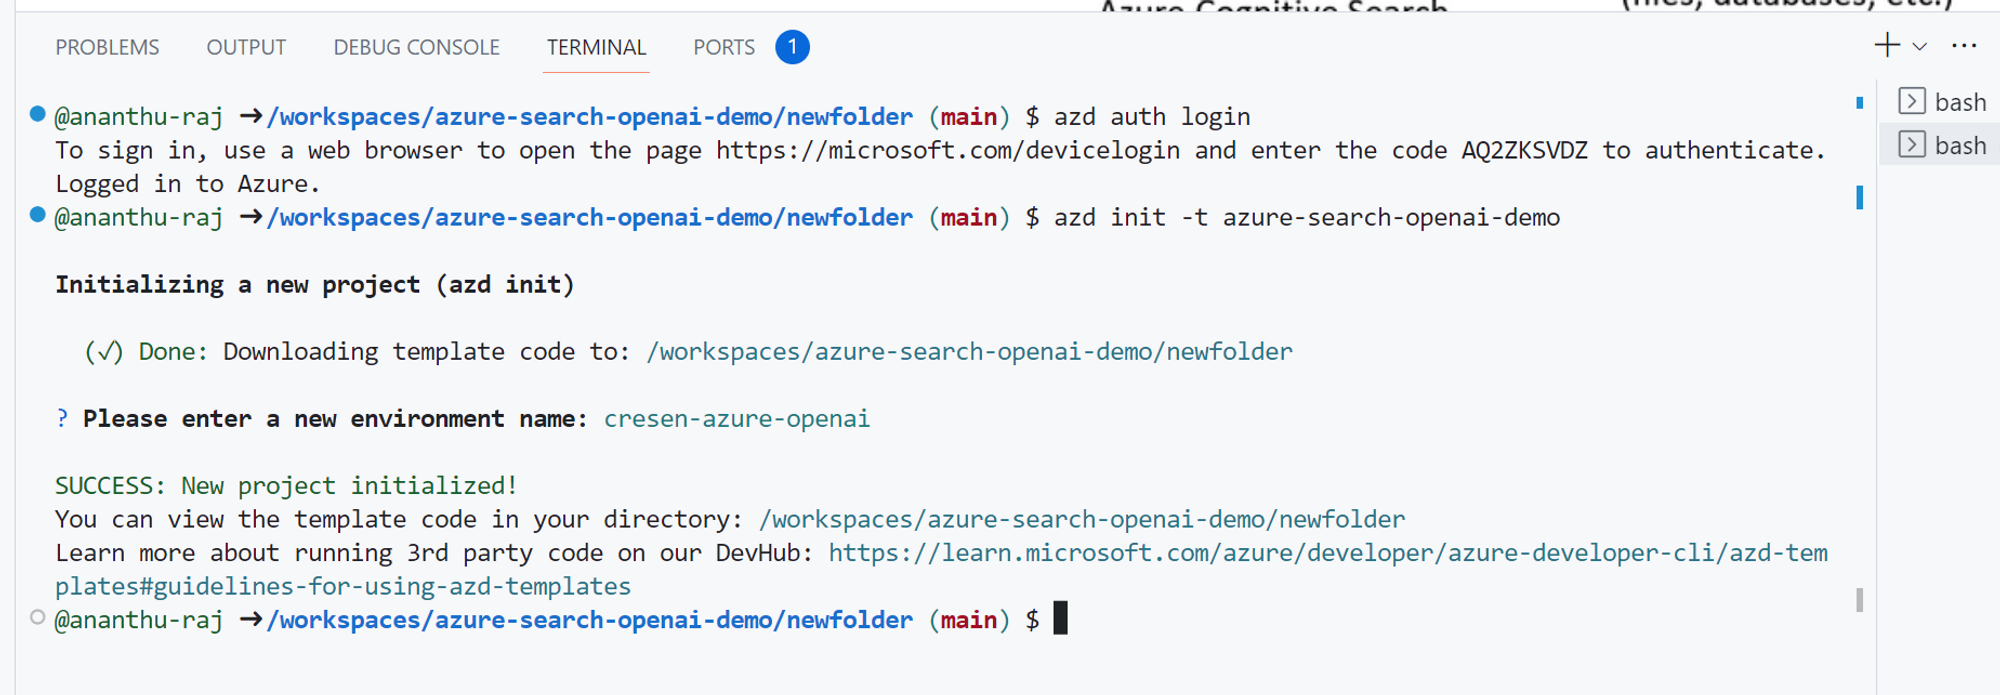 Azure Cognitive Search
(files, databases, etc.)
PROBLEMS OUTPUT DEBUG CONSOLE TERMINAL PORTS 1
@ananthu-raj →/workspaces/azure-search-openai-demo/newfolder (main) $ azd auth login
To sign in, use a web browser to open the page https://microsoft.com/devicelogin and enter the code AQ2ZKSVDZ to authenticate.
Logged in to Azure.
@ananthu-raj →/workspaces/azure-search-openai-demo/newfolder (main) $ azd init -t azure-search-openai-demo
Initializing a new project (azd init)
(✓) Done: Downloading template code to: /workspaces/azure-search-openai-demo/newfolder
? Please enter a new environment name: cresen-azure-openai
SUCCESS: New project initialized!
You can view the template code in your directory: /workspaces/azure-search-openai-demo/newfolder
Learn more about running 3rd party code on our DevHub: https://learn.microsoft.com/azure/developer/azure-developer-cli/azd-tem
plates#guidelines-for-using-azd-templates
@ananthu-raj →/workspaces/azure-search-openai-demo/newfolder (main) $
bash
bash